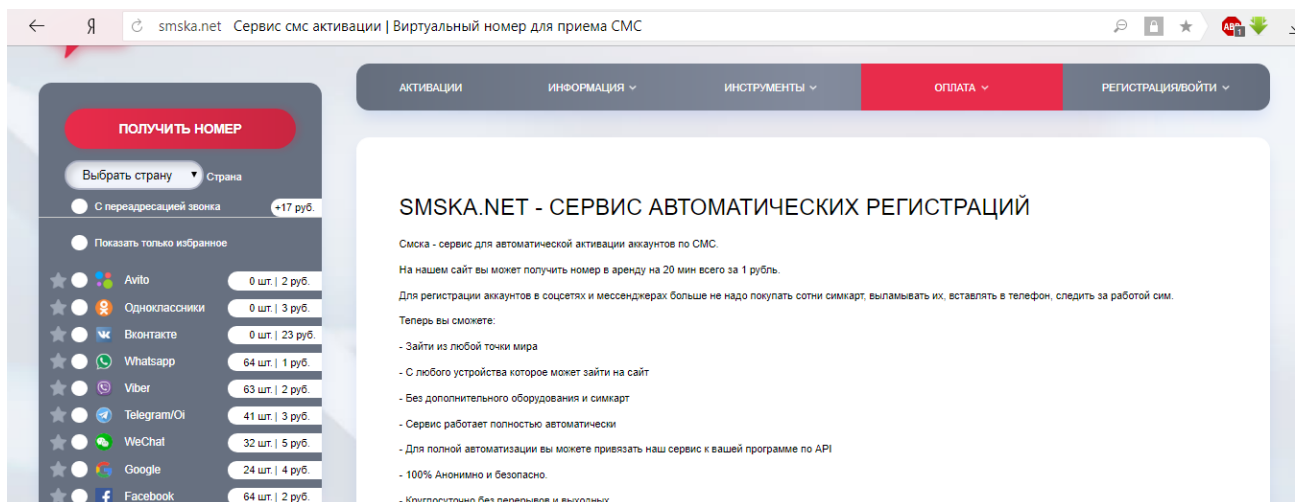 Я
smska.net Сервис смс активации | Виртуальный номер для приема СМС
ABP
1
АКТИВАЦИИ
ИНФОРМАЦИЯ
ИНСТРУМЕНТЫ
ОПЛАТА
РЕГИСТРАЦИЯ/ВОЙТИ
ПОЛУЧИТЬ НОМЕР
Выбрать страну Страна
С переадресацией звонка +17 руб.
Показать только избранное
Avito 0 шт. | 2 руб.
Одноклассники 0 шт. | 3 руб.
Вконтакте 0 шт. | 23 руб.
Whatsapp 64 шт. | 1 руб.
Viber 63 шт. | 2 руб.
Telegram/Oi 41 шт. | 3 руб.
WeChat 32 шт. | 5 руб.
Google 24 шт. | 4 руб.
Facebook 64 шт. | 2 руб.
SMSKA.NET - СЕРВИС АВТОМАТИЧЕСКИХ РЕГИСТРАЦИЙ
Смска - сервис для автоматической активации аккаунтов по СМС.
На нашем сайт вы может получить номер в аренду на 20 мин всего за 1 рубль.
Для регистрации аккаунтов в соцсетях и мессенджерах больше не надо покупать сотни симкарт, выламывать их, вставлять в телефон, следить за работой сим.
Теперь вы сможете:
- Зайти из любой точки мира
- С любого устройства которое может зайти на сайт
- Без дополнительного оборудования и симкарт
- Сервис работает полностью автоматически
- Для полной автоматизации вы можете привязать наш сервис к вашей программе по API
- 100% Анонимно и безопасно.
- Круглосуточно без перерывов и выходных